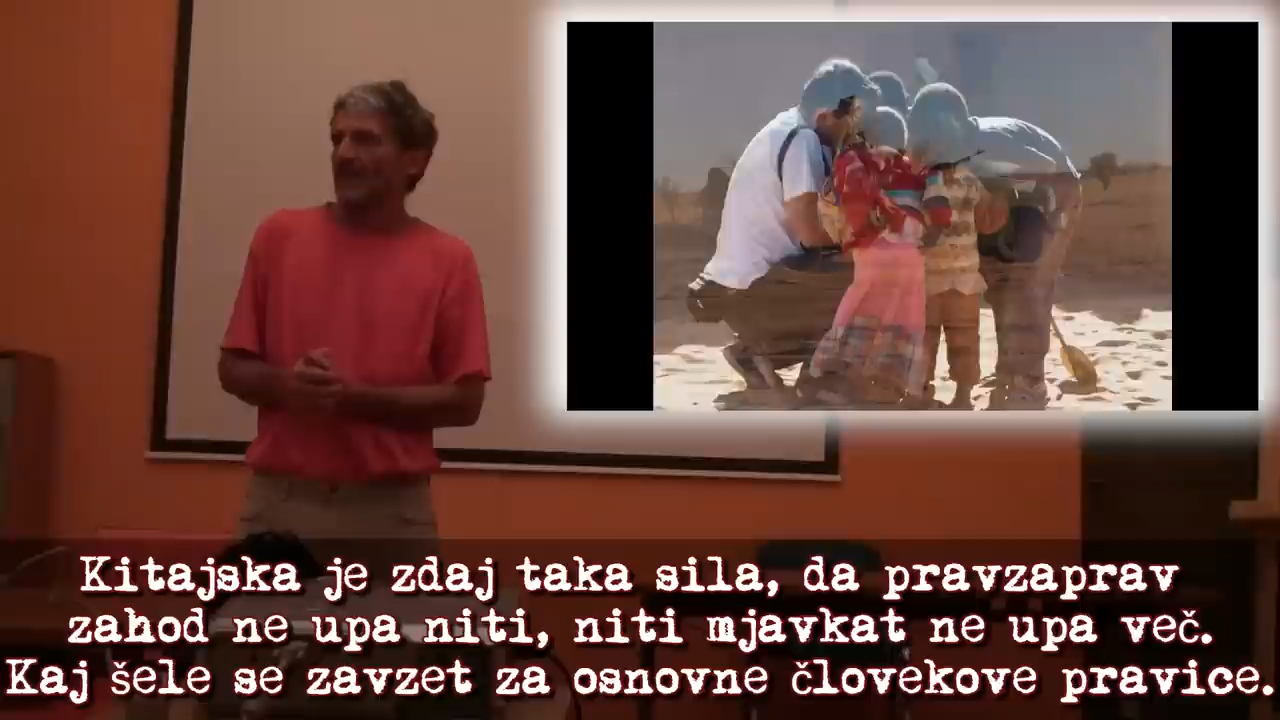 Kitajska je zdaj taka sila, da pravzaprav
zahod ne upa niti, niti mjavkat ne upa več.
Kaj šele se zavzet za osnovne človekove pravice.